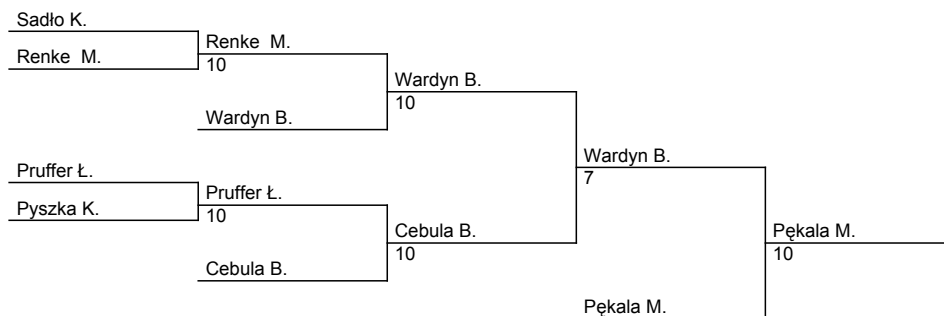 Sadło K.
Renke  M.
Renke  M.
10
Wardyn B.
Wardyn B.
10
Pruffer Ł.
Pyszka K.
Pruffer Ł.
10
Cebula B.
Cebula B.
10
Wardyn B.
7
Pękala M.
Pękala M.
10